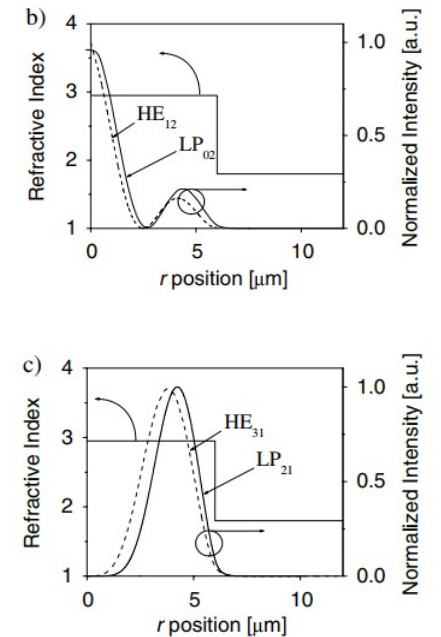 b)
4
3
2
1
Refractive Index
HE12
LP02
1.0
0.5
0.0
Normalized Intensity [a.u.]
0
5
10
r position [μm]
c)
4
3
2
1
Refractive Index
HE31
LP21
1.0
0.5
0.0
Normalized Intensity [a.u.]
0
5
10
r position [μm]